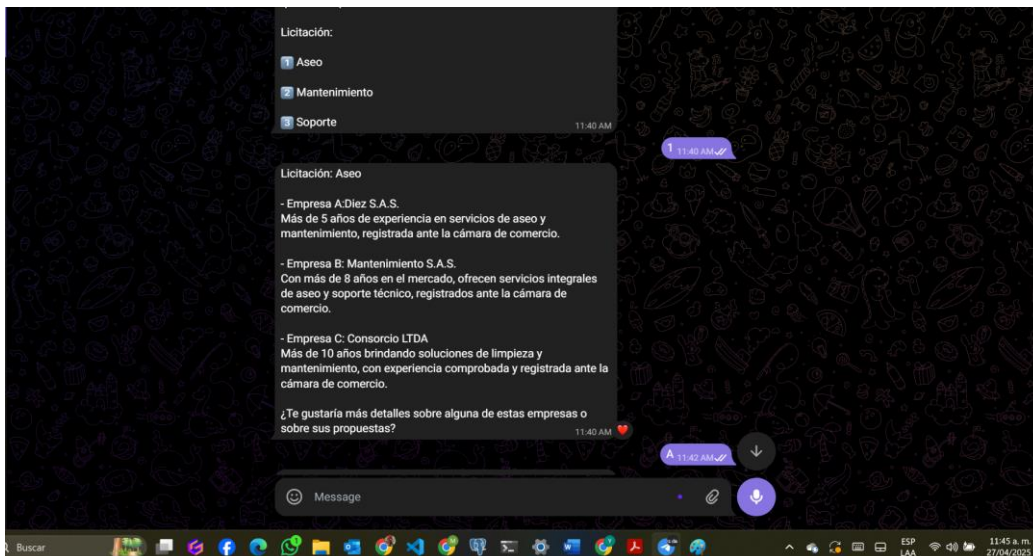 Licitación:
1 Aseo
2 Mantenimiento
3 Soporte
11:40 AM
1 11:40 AM
Licitación: Aseo
- Empresa A:Diez S.A.S.
Más de 5 años de experiencia en servicios de aseo y
mantenimiento, registrada ante la cámara de comercio.
- Empresa B: Mantenimiento S.A.S.
Con más de 8 años en el mercado, ofrecen servicios integrales
de aseo y soporte técnico, registrados ante la cámara de
comercio.
- Empresa C: Consorcio LTDA
Más de 10 años brindando soluciones de limpieza y
mantenimiento, con experiencia comprobada y registrada ante la
cámara de comercio.
¿Te gustaría más detalles sobre alguna de estas empresas o
sobre sus propuestas?
11:40 AM
A 11:42 AM
Message
Buscar
ESP
LAA
11:45 a. m.
27/04/2025